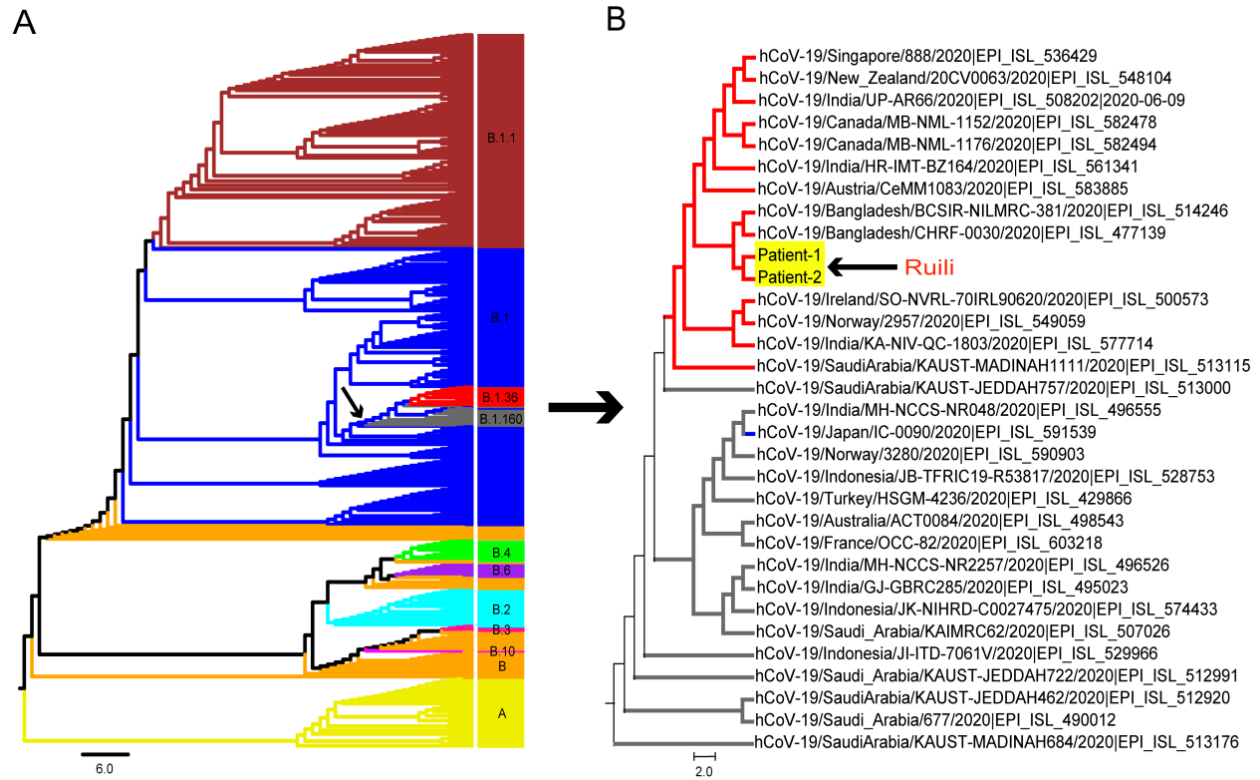 A
B.1.1
B.1
B.1.36
B.1.160
B.4
B.6
B.2
B.3
B.10
B
A
6.0
B
hCoV-19/Singapore/888/2020|EPI_ISL_536429
hCoV-19/New_Zealand/20CV0063/2020|EPI_ISL_548104
hCoV-19/India/UP-AR66/2020|EPI_ISL_508202|2020-06-09
hCoV-19/Canada/MB-NML-1152/2020|EPI_ISL_582478
hCoV-19/Canada/MB-NML-1176/2020|EPI_ISL_582494
hCoV-19/India/HR-IMT-BZ164/2020|EPI_ISL_561341
hCoV-19/Austria/CeMM1083/2020|EPI_ISL_583885
hCoV-19/Bangladesh/BCSIR-NILMRC-381/2020|EPI_ISL_514246
hCoV-19/Bangladesh/CHRF-0030/2020|EPI_ISL_477139
Patient-1
Patient-2
Ruili
hCoV-19/Ireland/SO-NVRL-70IRL90620/2020|EPI_ISL_500573
hCoV-19/Norway/2957/2020|EPI_ISL_549059
hCoV-19/India/KA-NIV-QC-1803/2020|EPI_ISL_577714
hCoV-19/SaudiArabia/KAUST-MADINAH1111/2020|EPI_ISL_513115
hCoV-19/SaudiArabia/KAUST-JEDDAH757/2020|EPI_ISL_513000
hCoV-19/India/MH-NCCS-NR048/2020|EPI_ISL_496555
hCoV-19/Japan/IC-0090/2020|EPI_ISL_591539
hCoV-19/Norway/3280/2020|EPI_ISL_590903
hCoV-19/Indonesia/JB-TFRIC19-R53817/2020|EPI_ISL_528753
hCoV-19/Turkey/HSGM-4236/2020|EPI_ISL_429866
hCoV-19/Australia/ACT0084/2020|EPI_ISL_498543
hCoV-19/France/OCC-82/2020|EPI_ISL_603218
hCoV-19/India/MH-NCCS-NR2257/2020|EPI_ISL_496526
hCoV-19/India/GJ-GBRC285/2020|EPI_ISL_495023
hCoV-19/Indonesia/JK-NIHRD-C0027475/2020|EPI_ISL_574433
hCoV-19/Saudi_Arabia/KAIMRC62/2020|EPI_ISL_507026
hCoV-19/Indonesia/JI-ITD-7061V/2020|EPI_ISL_529966
hCoV-19/Saudi_Arabia/KAUST-JEDDAH722/2020|EPI_ISL_512991
hCoV-19/SaudiArabia/KAUST-JEDDAH462/2020|EPI_ISL_512920
hCoV-19/Saudi_Arabia/677/2020|EPI_ISL_490012
hCoV-19/SaudiArabia/KAUST-MADINAH684/2020|EPI_ISL_513176
2.0